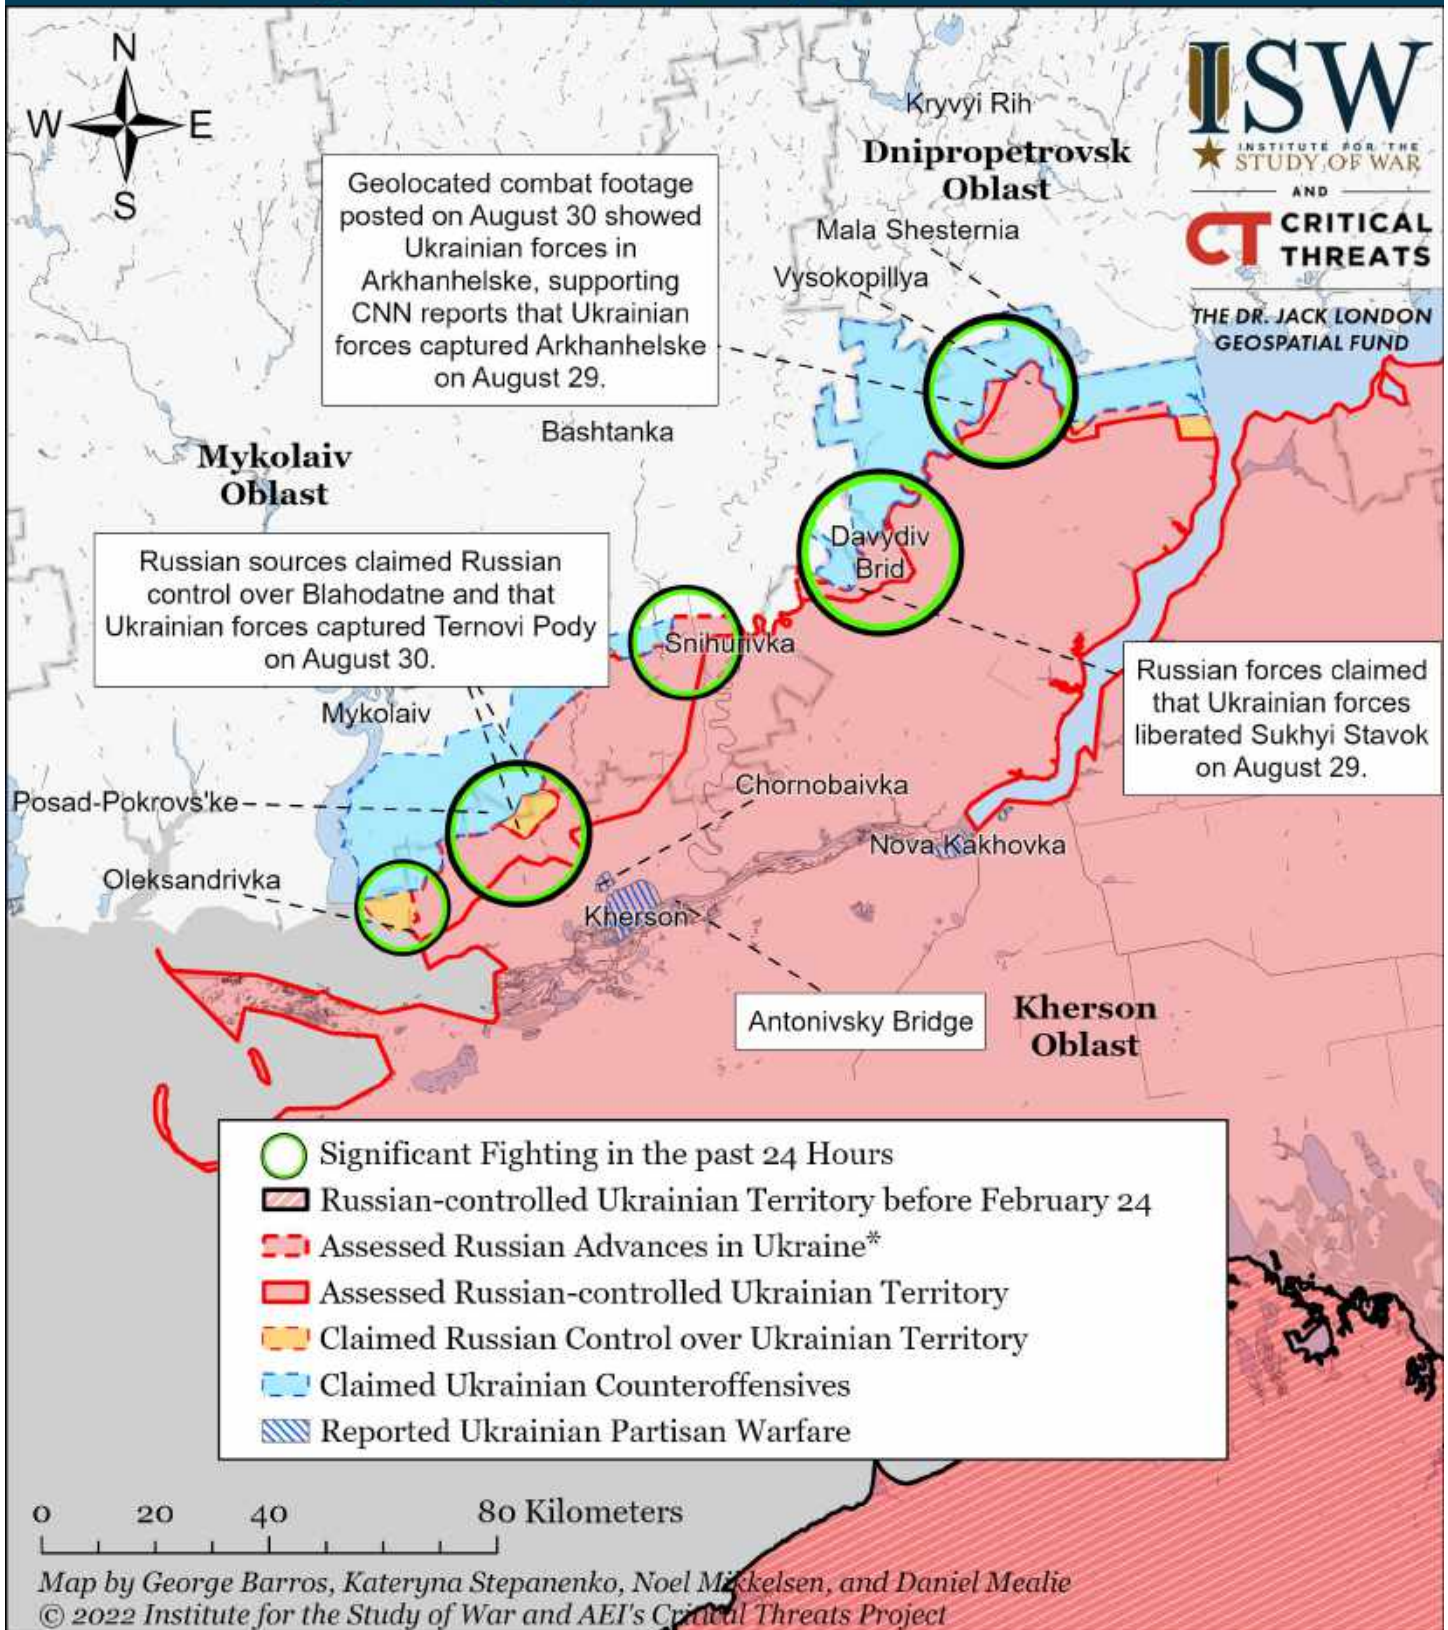 N
W
E
S
ISW
INSTITUTE FOR THE
STUDY OF WAR
AND
CT CRITICAL
THREATS
THE DR. JACK LONDON
GEOSPATIAL FUND
Kryvyi Rih
Dnipropetrovsk
Oblast
Mala Shesternia
Vysokopillya
Geolocated combat footage
posted on August 30 showed
Ukrainian forces in
Arkhanhelske, supporting
CNN reports that Ukrainian
forces captured Arkhanhelske
on August 29.
Bashtanka
Mykolaiv
Oblast
Davydiv
Brid
Russian sources claimed Russian
control over Blahodatne and that
Ukrainian forces captured Ternovi Pody
on August 30.
Snihurivka
Russian forces claimed
that Ukrainian forces
liberated Sukhyi Stavok
on August 29.
Mykolaiv
Posad-Pokrovs'ke
Chornobaivka
Nova Kakhovka
Oleksandrivka
Kherson
Antonivsky Bridge
Kherson
Oblast
Significant Fighting in the past 24 Hours
Russian-controlled Ukrainian Territory before February 24
Assessed Russian Advances in Ukraine*
Assessed Russian-controlled Ukrainian Territory
Claimed Russian Control over Ukrainian Territory
Claimed Ukrainian Counteroffensives
Reported Ukrainian Partisan Warfare
0 20 40 80 Kilometers
Map by George Barros, Kateryna Stepanenko, Noel Mikkelsen, and Daniel Mealie
© 2022 Institute for the Study of War and AEI's Critical Threats Project